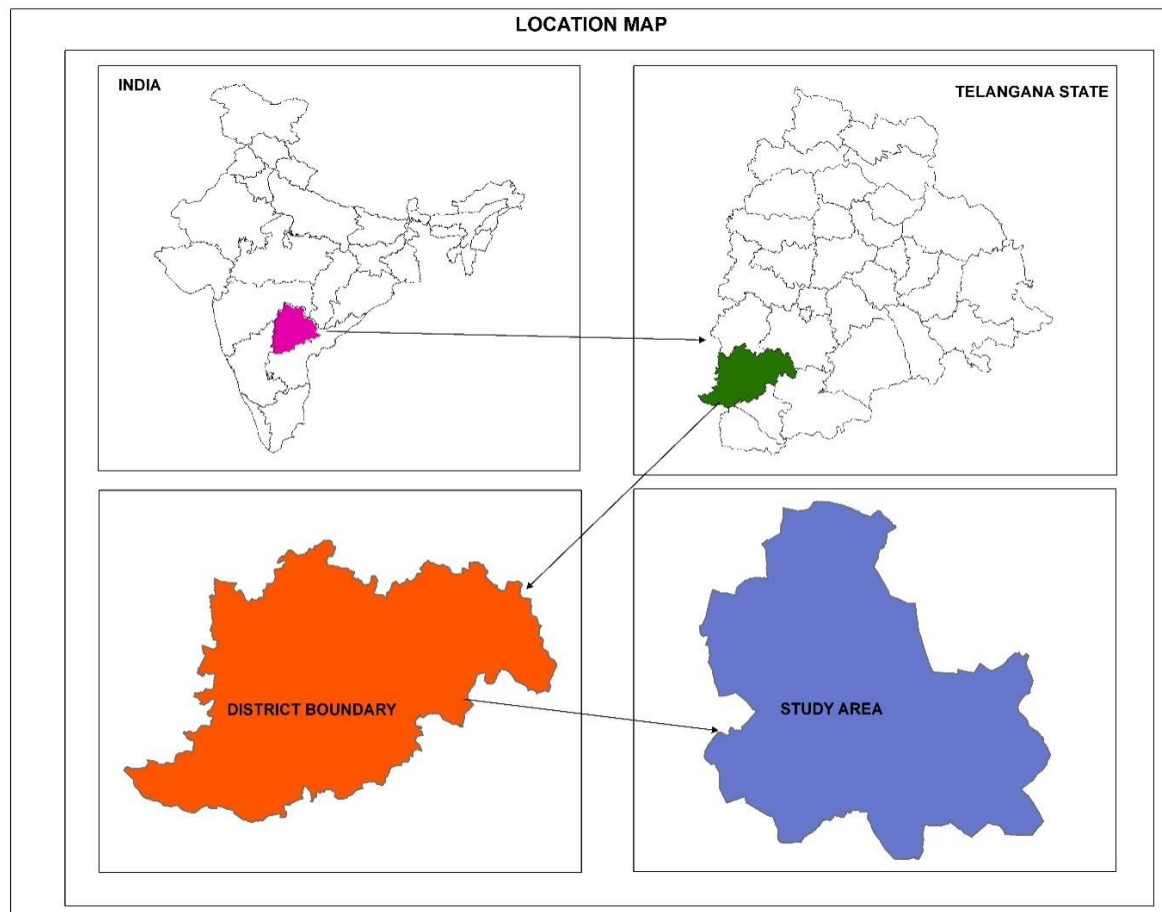 LOCATION MAP
INDIA
TELANGANA STATE
DISTRICT BOUNDARY
STUDY AREA